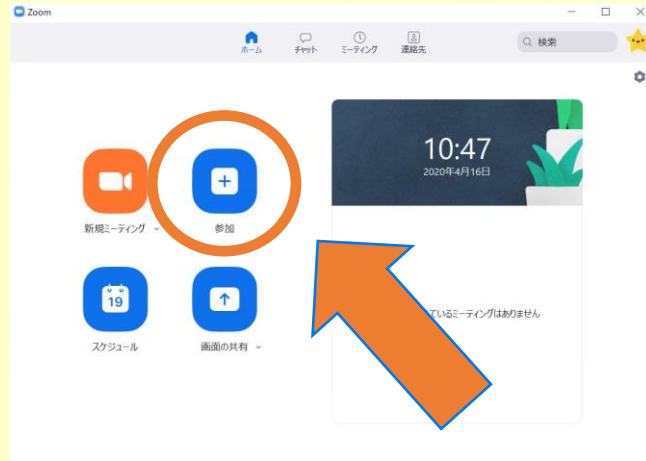 Zoom
ホーム
チャット
ミーティング
連絡先
検索
10:47
2020年4月16日
新規ミーティング
参加
19
スケジュール
画面の共有
ているミーティングはありません